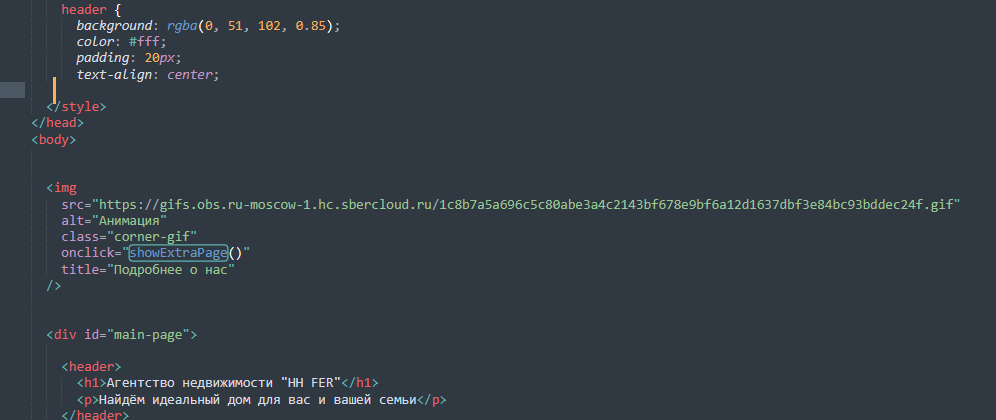 header {
background: rgba(0, 51, 102, 0.85);
color: #fff;
padding: 20px;
text-align: center;
</style>
</head>
<body>
<img
src="https://gifs.obs.ru-moscow-1.hc.sbercloud.ru/1c8b7a5a696c5c80abe3a4c2143bf678e9bf6a12d1637dbf3e84bc93bddec24f.gif"
alt="Анимация"
class="corner-gif"
onclick="showExtraPage()"
title="Подробнее о нас"
/>
<div id="main-page">
<header>
<h1>Агентство недвижимости "HH FER"</h1>
<p>Найдём идеальный дом для вас и вашей семьи</p>
</header>